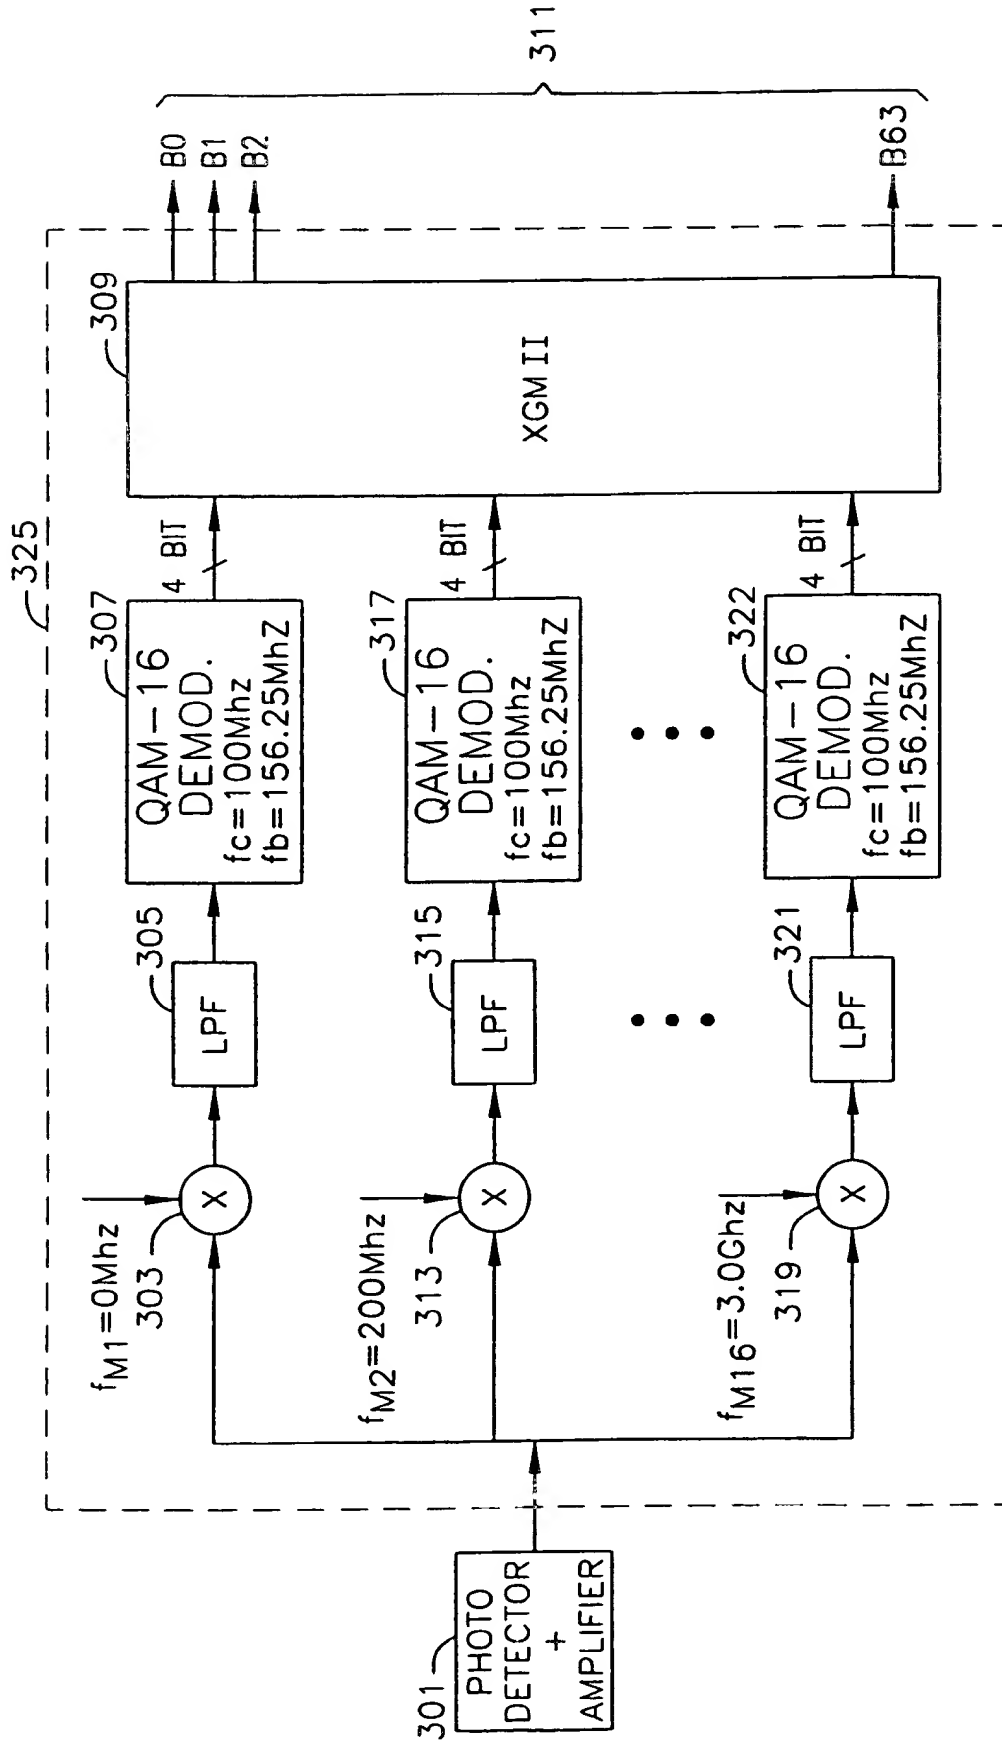 325
301
PHOTO
DETECTOR
+
AMPLIFIER
fM1=0Mhz
303
X
305
LPF
307
QAM-16
DEMOD.
fc=100Mhz
fb=156.25MhZ
4 BIT
fM2=200Mhz
313
X
315
LPF
317
QAM-16
DEMOD.
fc=100Mhz
fb=156.25MhZ
4 BIT
fM16=3.0Ghz
319
X
321
LPF
322
QAM-16
DEMOD.
fc=100Mhz
fb=156.25MhZ
4 BIT
309
XGM II
B0
B1
B2
B63
311